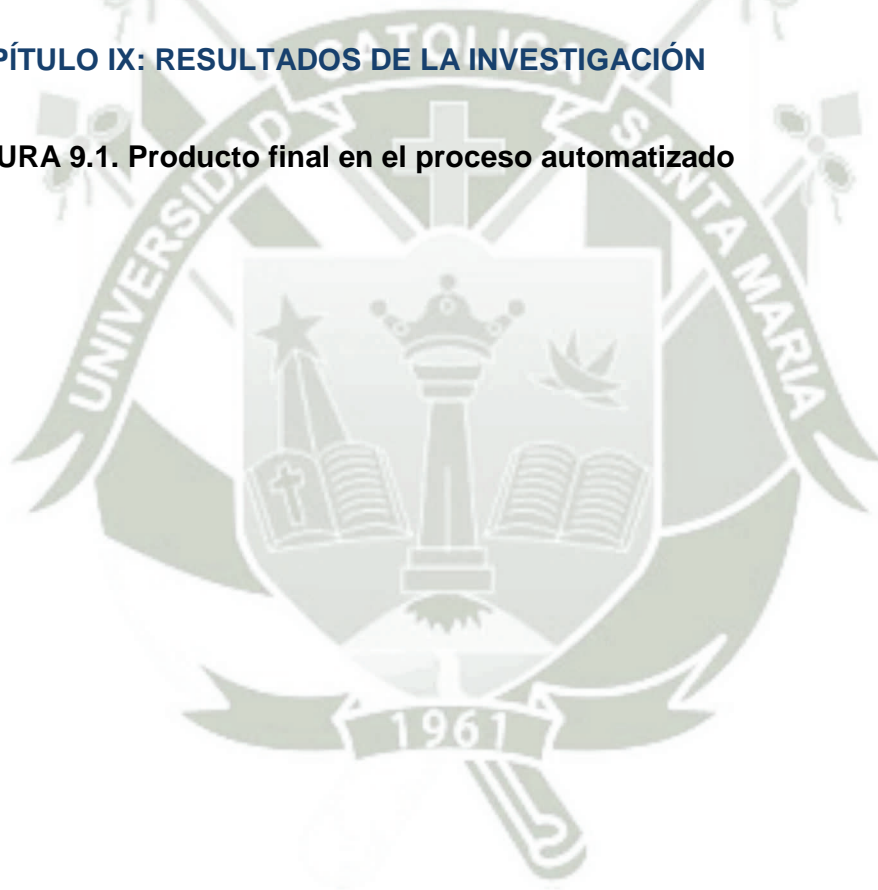 PÍTULO IX: RESULTADOS DE LA INVESTIGACIÓN
URA 9.1. Producto final en el proceso automatizado
UNIVERSIDAD CATOLICA SANTA MARIA
1961